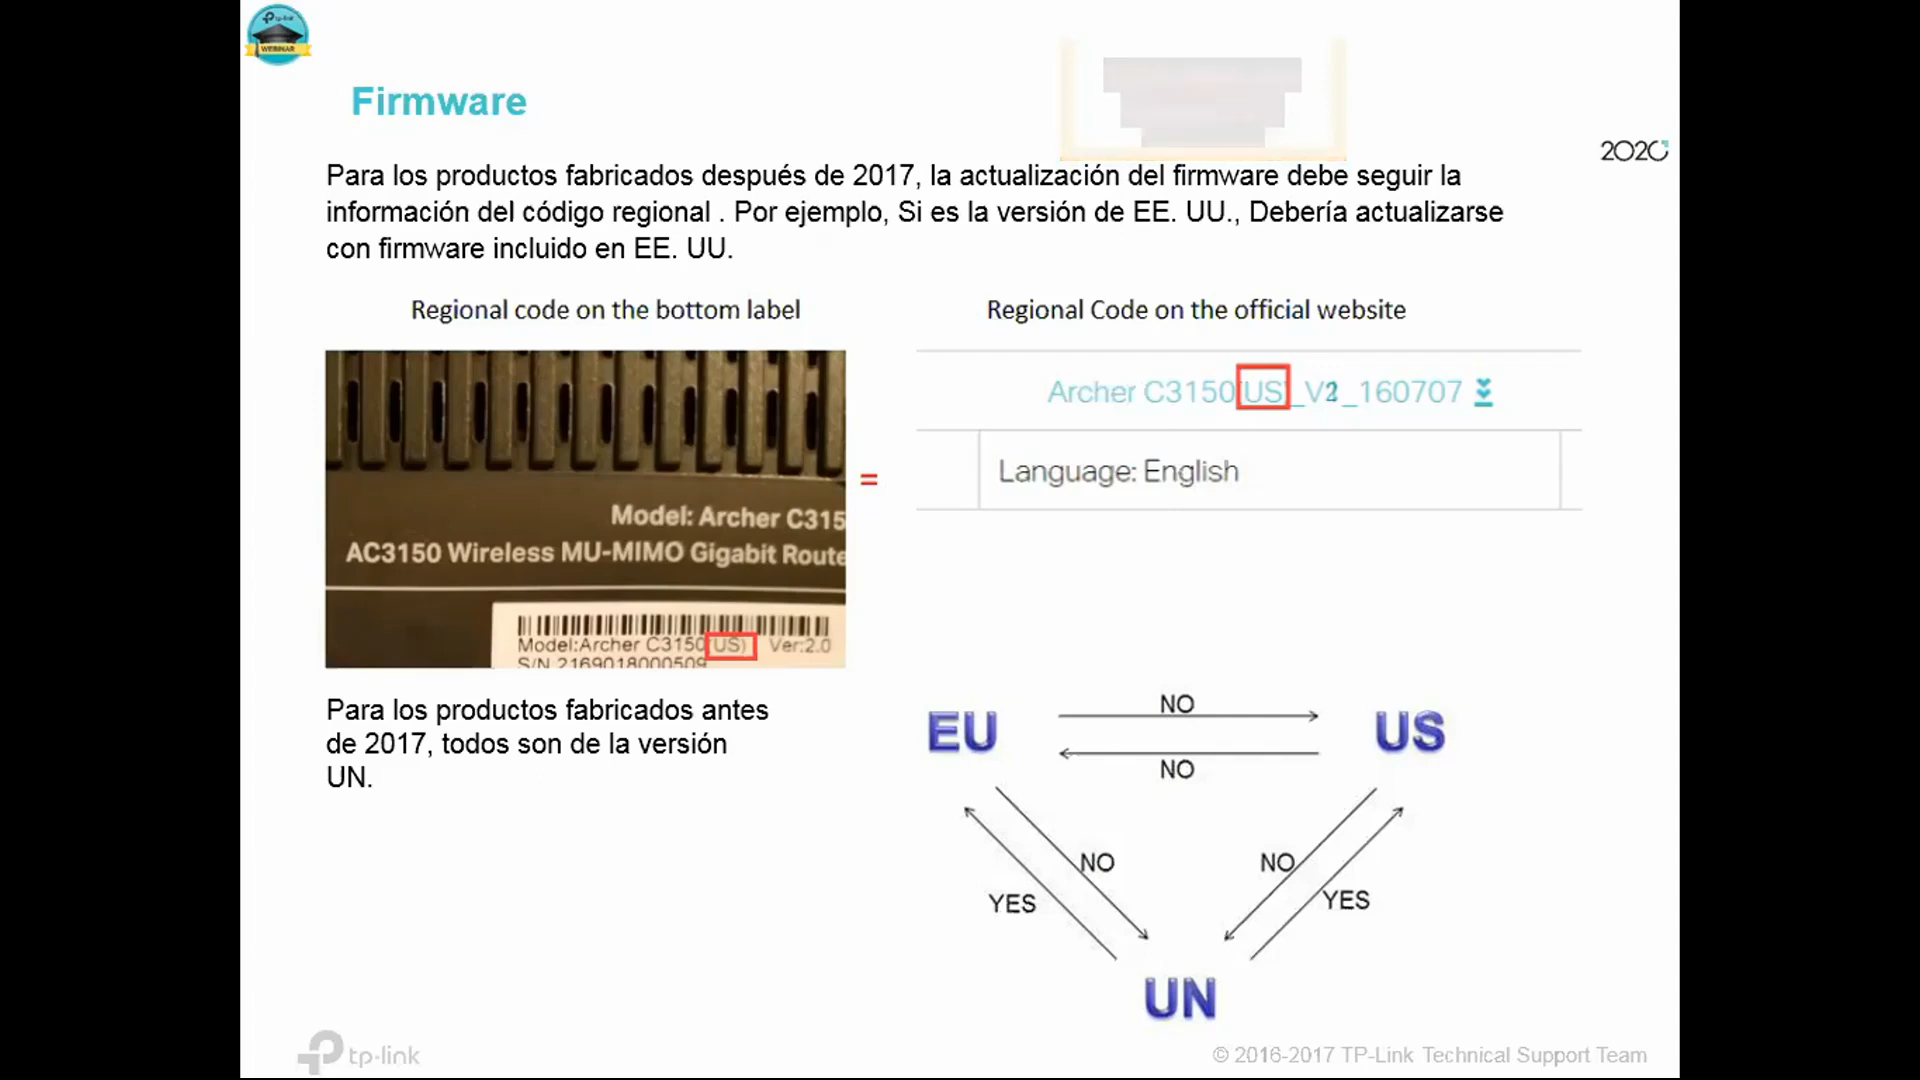 tp-link
WEBINAR
Firmware
2020
Para los productos fabricados después de 2017, la actualización del firmware debe seguir la
información del código regional . Por ejemplo, Si es la versión de EE. UU., Debería actualizarse
con firmware incluido en EE. UU.
Regional code on the bottom label
Regional Code on the official website
Archer C3150(US)_V2_160707
Language: English
=
Model: Archer C315
AC3150 Wireless MU-MIMO Gigabit Route
Model:Archer C3150(US) Ver:2.0
S/N 2169018000509
Para los productos fabricados antes
de 2017, todos son de la versión
UN.
NO
EU
US
NO
NO
NO
YES
YES
UN
tp-link
© 2016-2017 TP-Link Technical Support Team